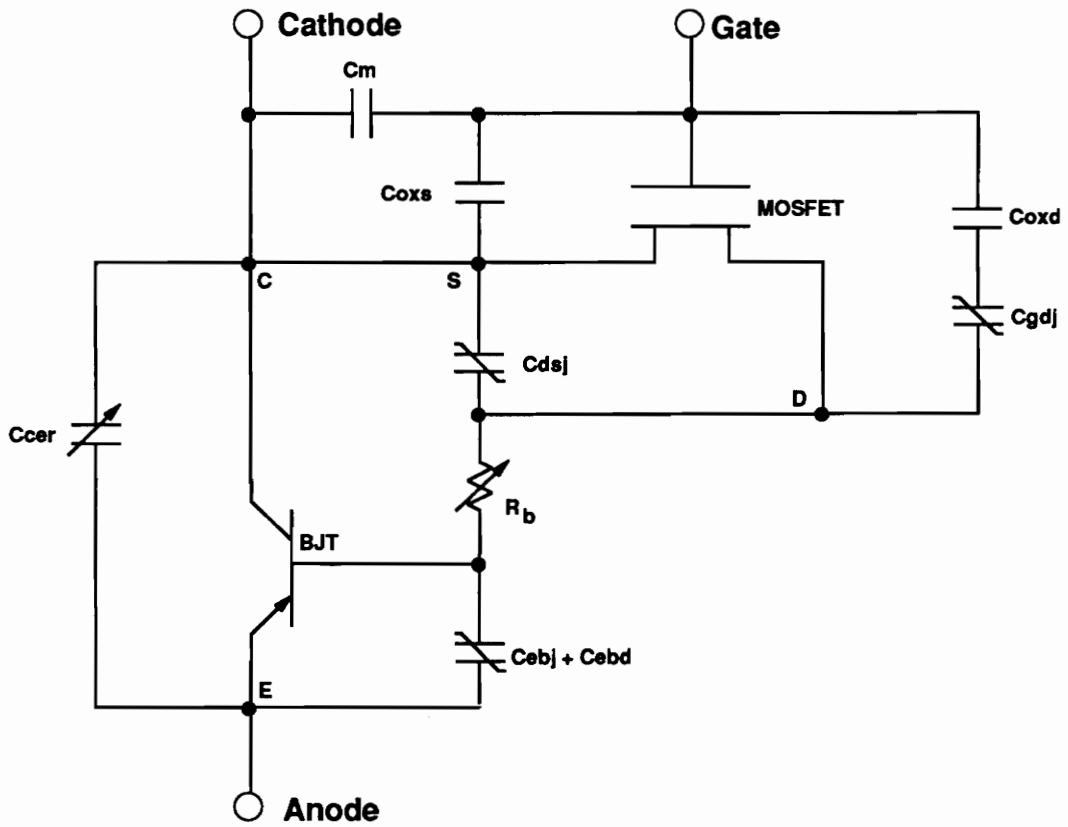 Cathode
Gate
Cm
Coxs
MOSFET
Coxd
C
S
Cgdj
Cdsj
D
Ccer
Rb
BJT
Cebj + Cebd
E
Anode